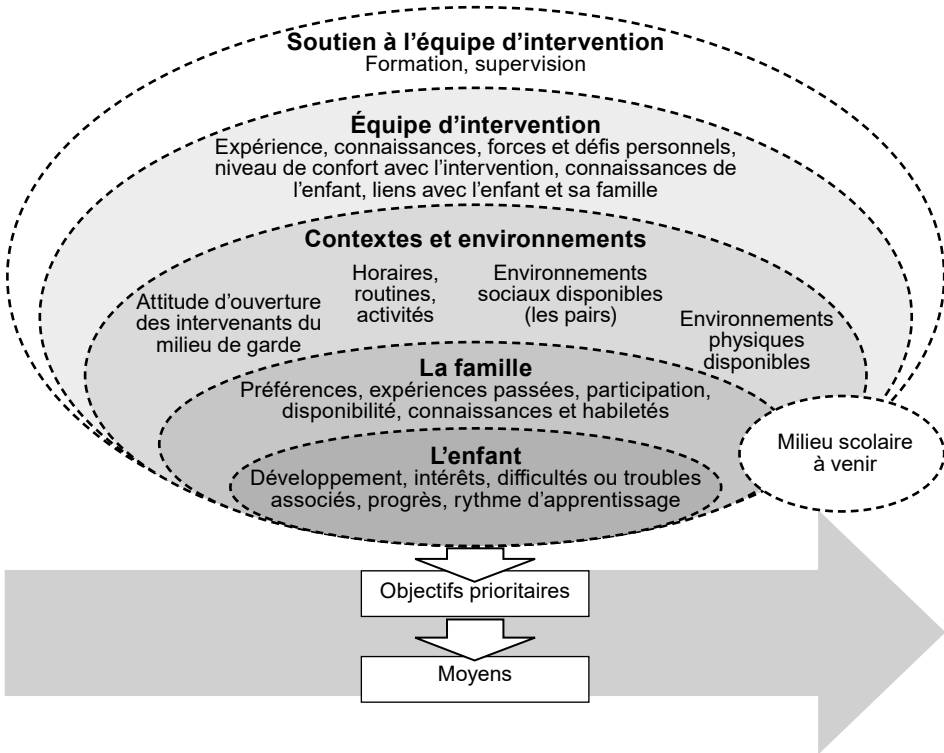 Soutien à l’équipe d’intervention
Formation, supervision
Équipe d’intervention
Expérience, connaissances, forces et défis personnels,
niveau de confort avec l’intervention, connaissances de
l’enfant, liens avec l’enfant et sa famille
Contextes et environnements
Attitude d’ouverture
des intervenants du
milieu de garde
Horaires,
routines,
activités
Environnements
sociaux disponibles
(les pairs)
Environnements
physiques
disponibles
La famille
Préférences, expériences passées, participation,
disponibilité, connaissances et habiletés
L’enfant
Développement, intérêts, difficultés ou troubles
associés, progrès, rythme d’apprentissage
Milieu scolaire
à venir
Objectifs prioritaires
Moyens